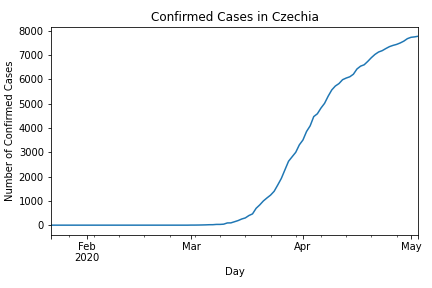 Confirmed Cases in Czechia
Number of Confirmed Cases
8000
7000
6000
5000
4000
3000
2000
1000
0
Feb
2020
Mar
Apr
May
Day